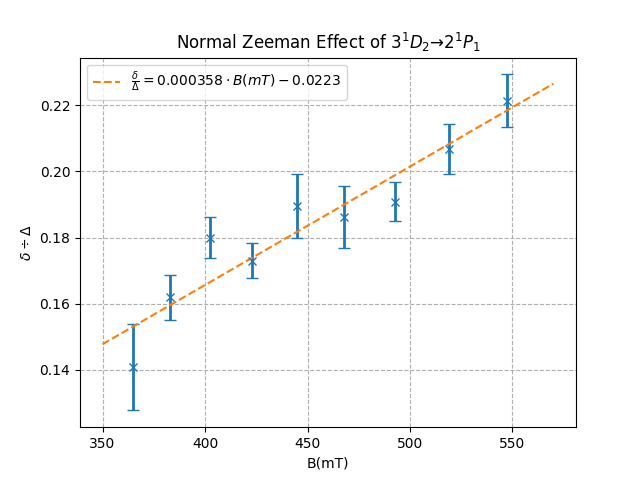 Normal Zeeman Effect of 3¹D₂→2¹P₁
δ/Δ = 0.000358 · B(mT) − 0.0223
0.22
0.20
0.18
0.16
0.14
δ ÷ Δ
350 400 450 500 550
B(mT)